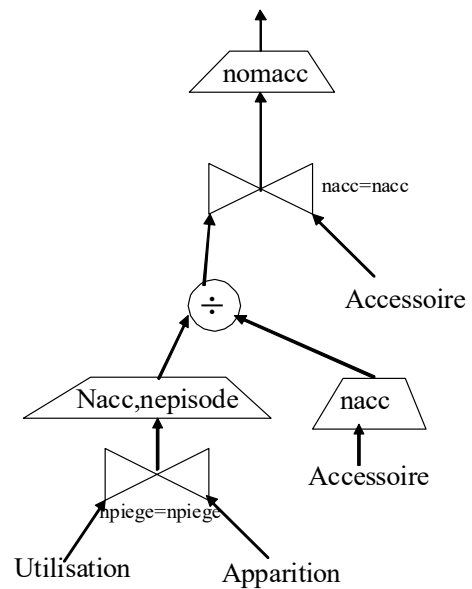 nomacc
nacc=nacc
Accessoire
÷
Nacc,nepisode
nacc
Accessoire
npiege=npiege
Utilisation
Apparition